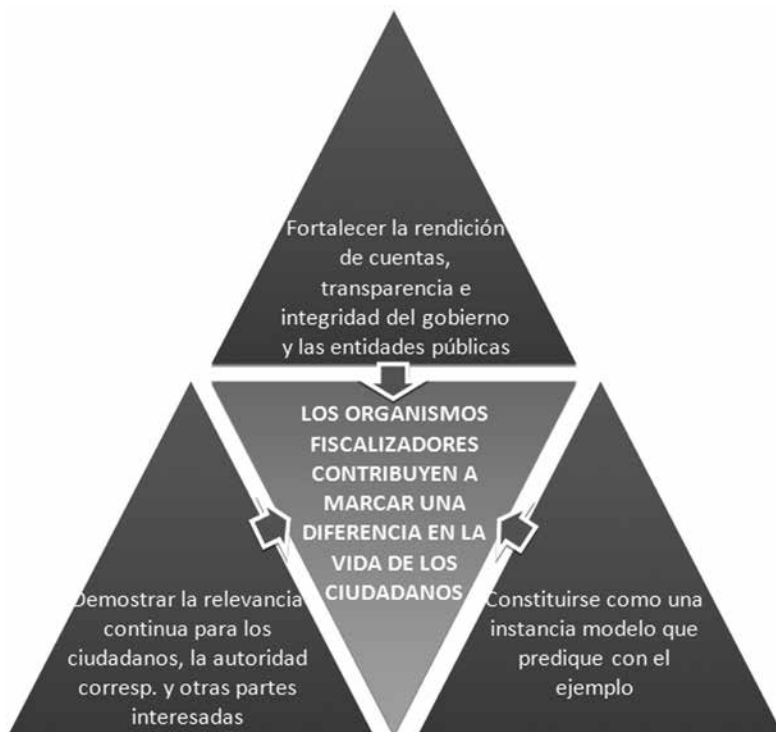 Fortalecer la rendición
de cuentas,
transparencia e
integridad del gobierno
y las entidades públicas
LOS ORGANISMOS
FISCALIZADORES
CONTRIBUYEN A
MARCAR UNA
DIFERENCIA EN LA
VIDA DE LOS
CIUDADANOS
Demostrar la relevancia
continua para los
ciudadanos, la autoridad
corresp. y otras partes
interesadas
Constituirse como una
instancia modelo que
predique con el
ejemplo